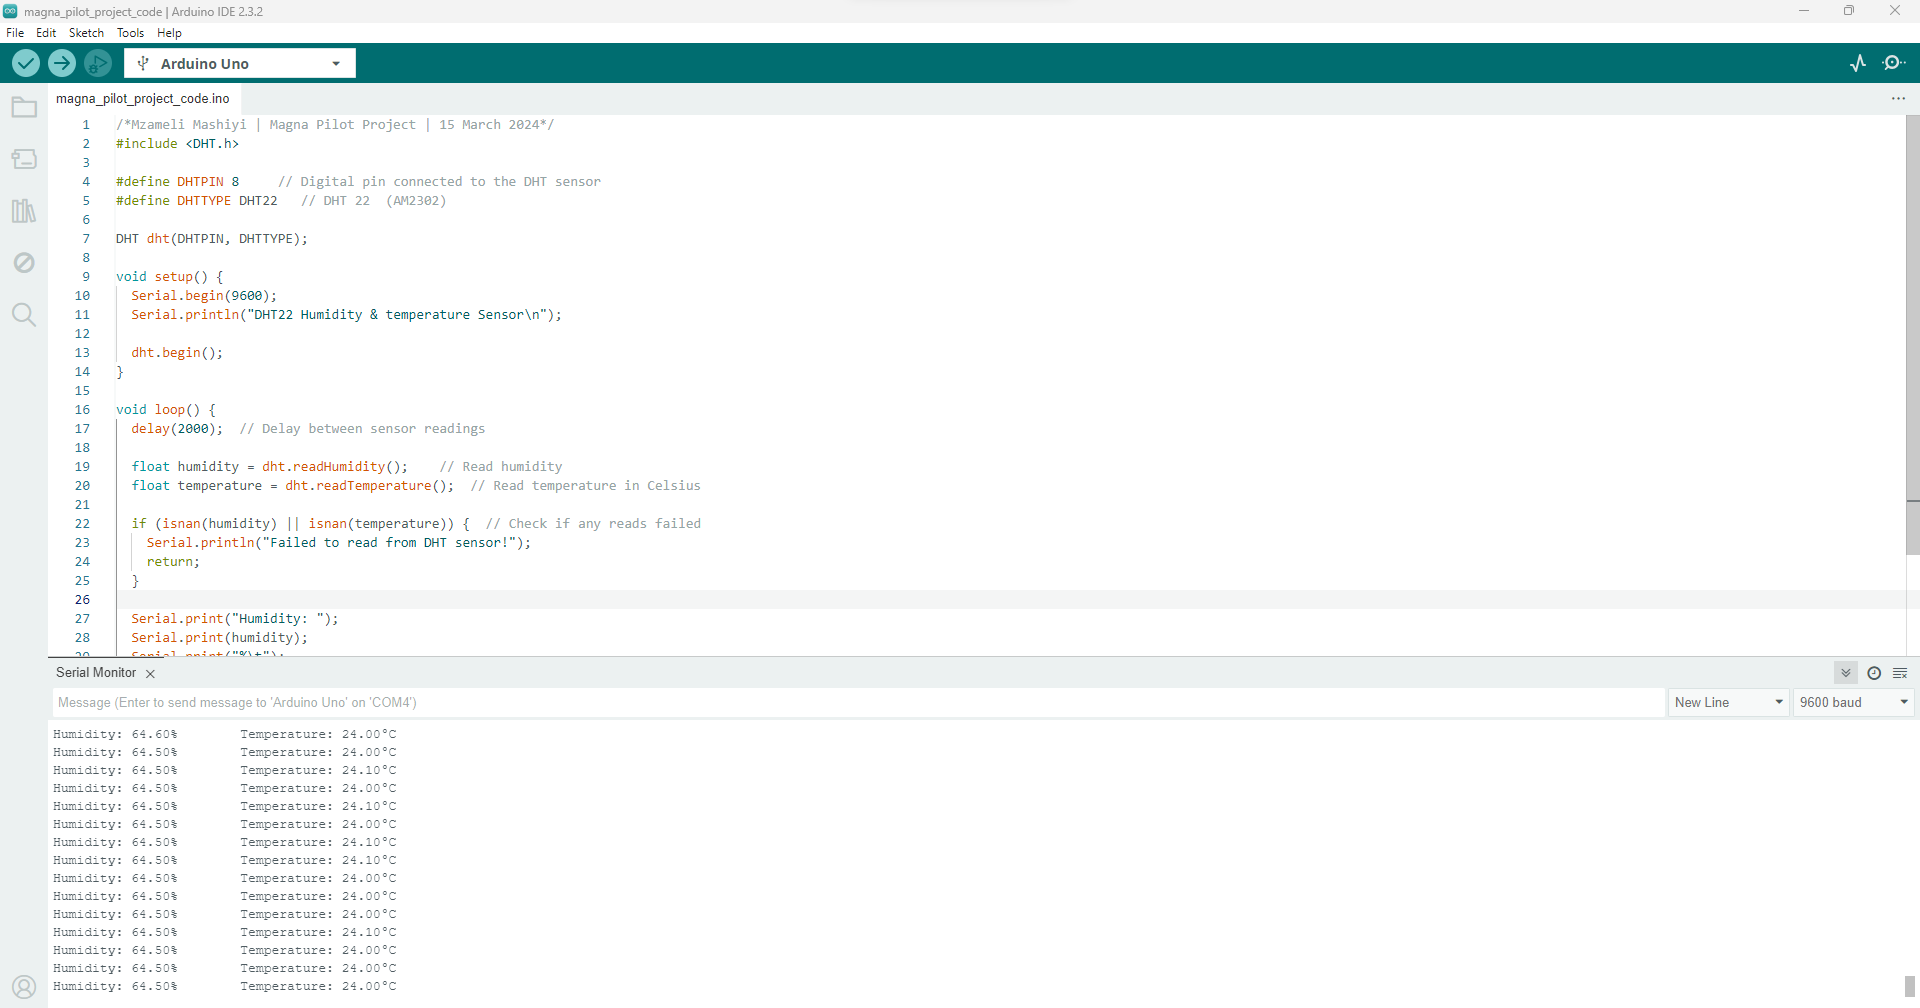 magna_pilot_project_code | Arduino IDE 2.3.2
File Edit Sketch Tools Help
Arduino Uno
magna_pilot_project_code.ino
1 /*Mzameli Mashiyi | Magna Pilot Project | 15 March 2024*/
2 #include <DHT.h>
3
4 #define DHTPIN 8     // Digital pin connected to the DHT sensor
5 #define DHTTYPE DHT22   // DHT 22  (AM2302)
6
7 DHT dht(DHTPIN, DHTTYPE);
8
9 void setup() {
10   Serial.begin(9600);
11   Serial.println("DHT22 Humidity & temperature Sensor\n");
12
13   dht.begin();
14 }
15
16 void loop() {
17   delay(2000);  // Delay between sensor readings
18
19   float humidity = dht.readHumidity();    // Read humidity
20   float temperature = dht.readTemperature();  // Read temperature in Celsius
21
22   if (isnan(humidity) || isnan(temperature)) {  // Check if any reads failed
23     Serial.println("Failed to read from DHT sensor!");
24     return;
25   }
26
27   Serial.print("Humidity: ");
28   Serial.print(humidity);
29   Serial.print("%\t");
Serial Monitor
Message (Enter to send message to 'Arduino Uno' on 'COM4') New Line 9600 baud
Humidity: 64.60% Temperature: 24.00°C
Humidity: 64.50% Temperature: 24.00°C
Humidity: 64.50% Temperature: 24.10°C
Humidity: 64.50% Temperature: 24.00°C
Humidity: 64.50% Temperature: 24.10°C
Humidity: 64.50% Temperature: 24.00°C
Humidity: 64.50% Temperature: 24.10°C
Humidity: 64.50% Temperature: 24.10°C
Humidity: 64.50% Temperature: 24.00°C
Humidity: 64.50% Temperature: 24.00°C
Humidity: 64.50% Temperature: 24.00°C
Humidity: 64.50% Temperature: 24.10°C
Humidity: 64.50% Temperature: 24.00°C
Humidity: 64.50% Temperature: 24.00°C
Humidity: 64.50% Temperature: 24.00°C